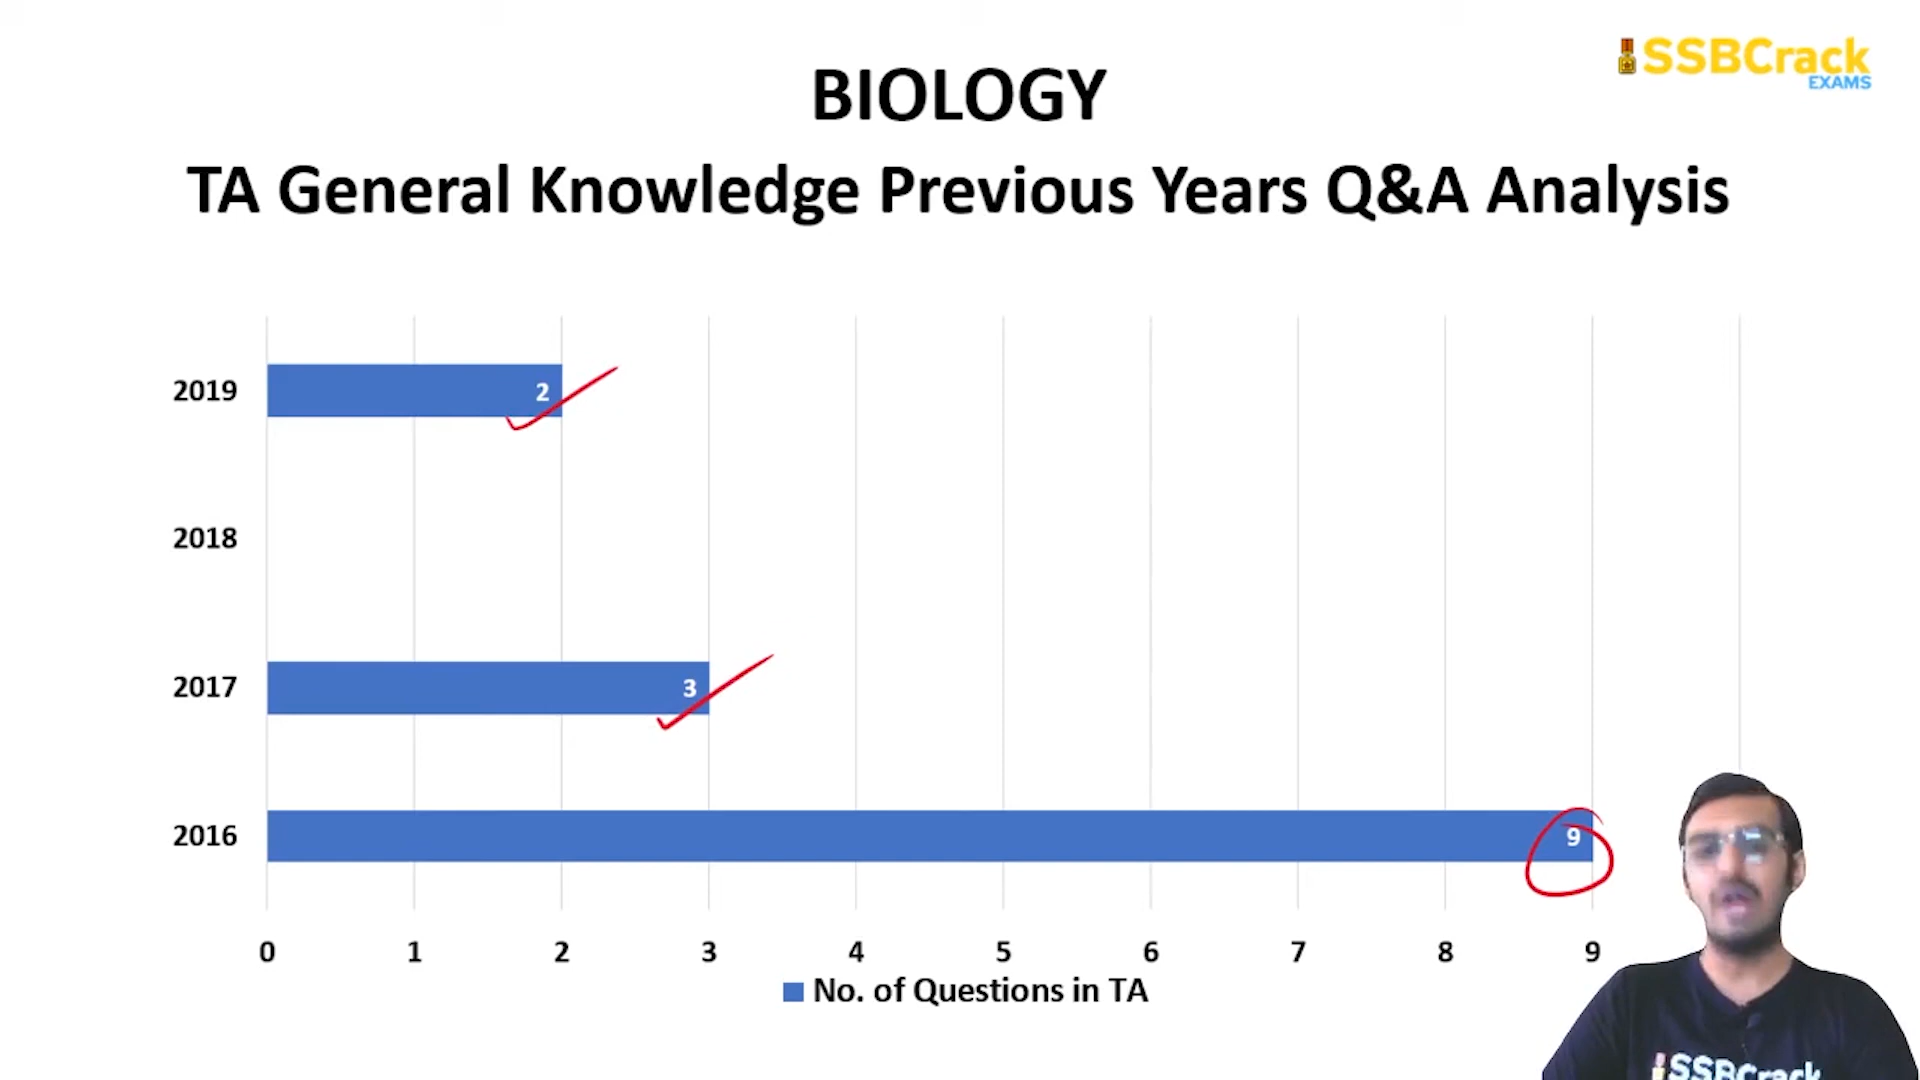 SSBCrack
EXAMS
BIOLOGY
TA General Knowledge Previous Years Q&A Analysis
2019
2
2018
2017
3
2016
9
0 1 2 3 4 5 6 7 8 9
No. of Questions in TA
SSBCrack